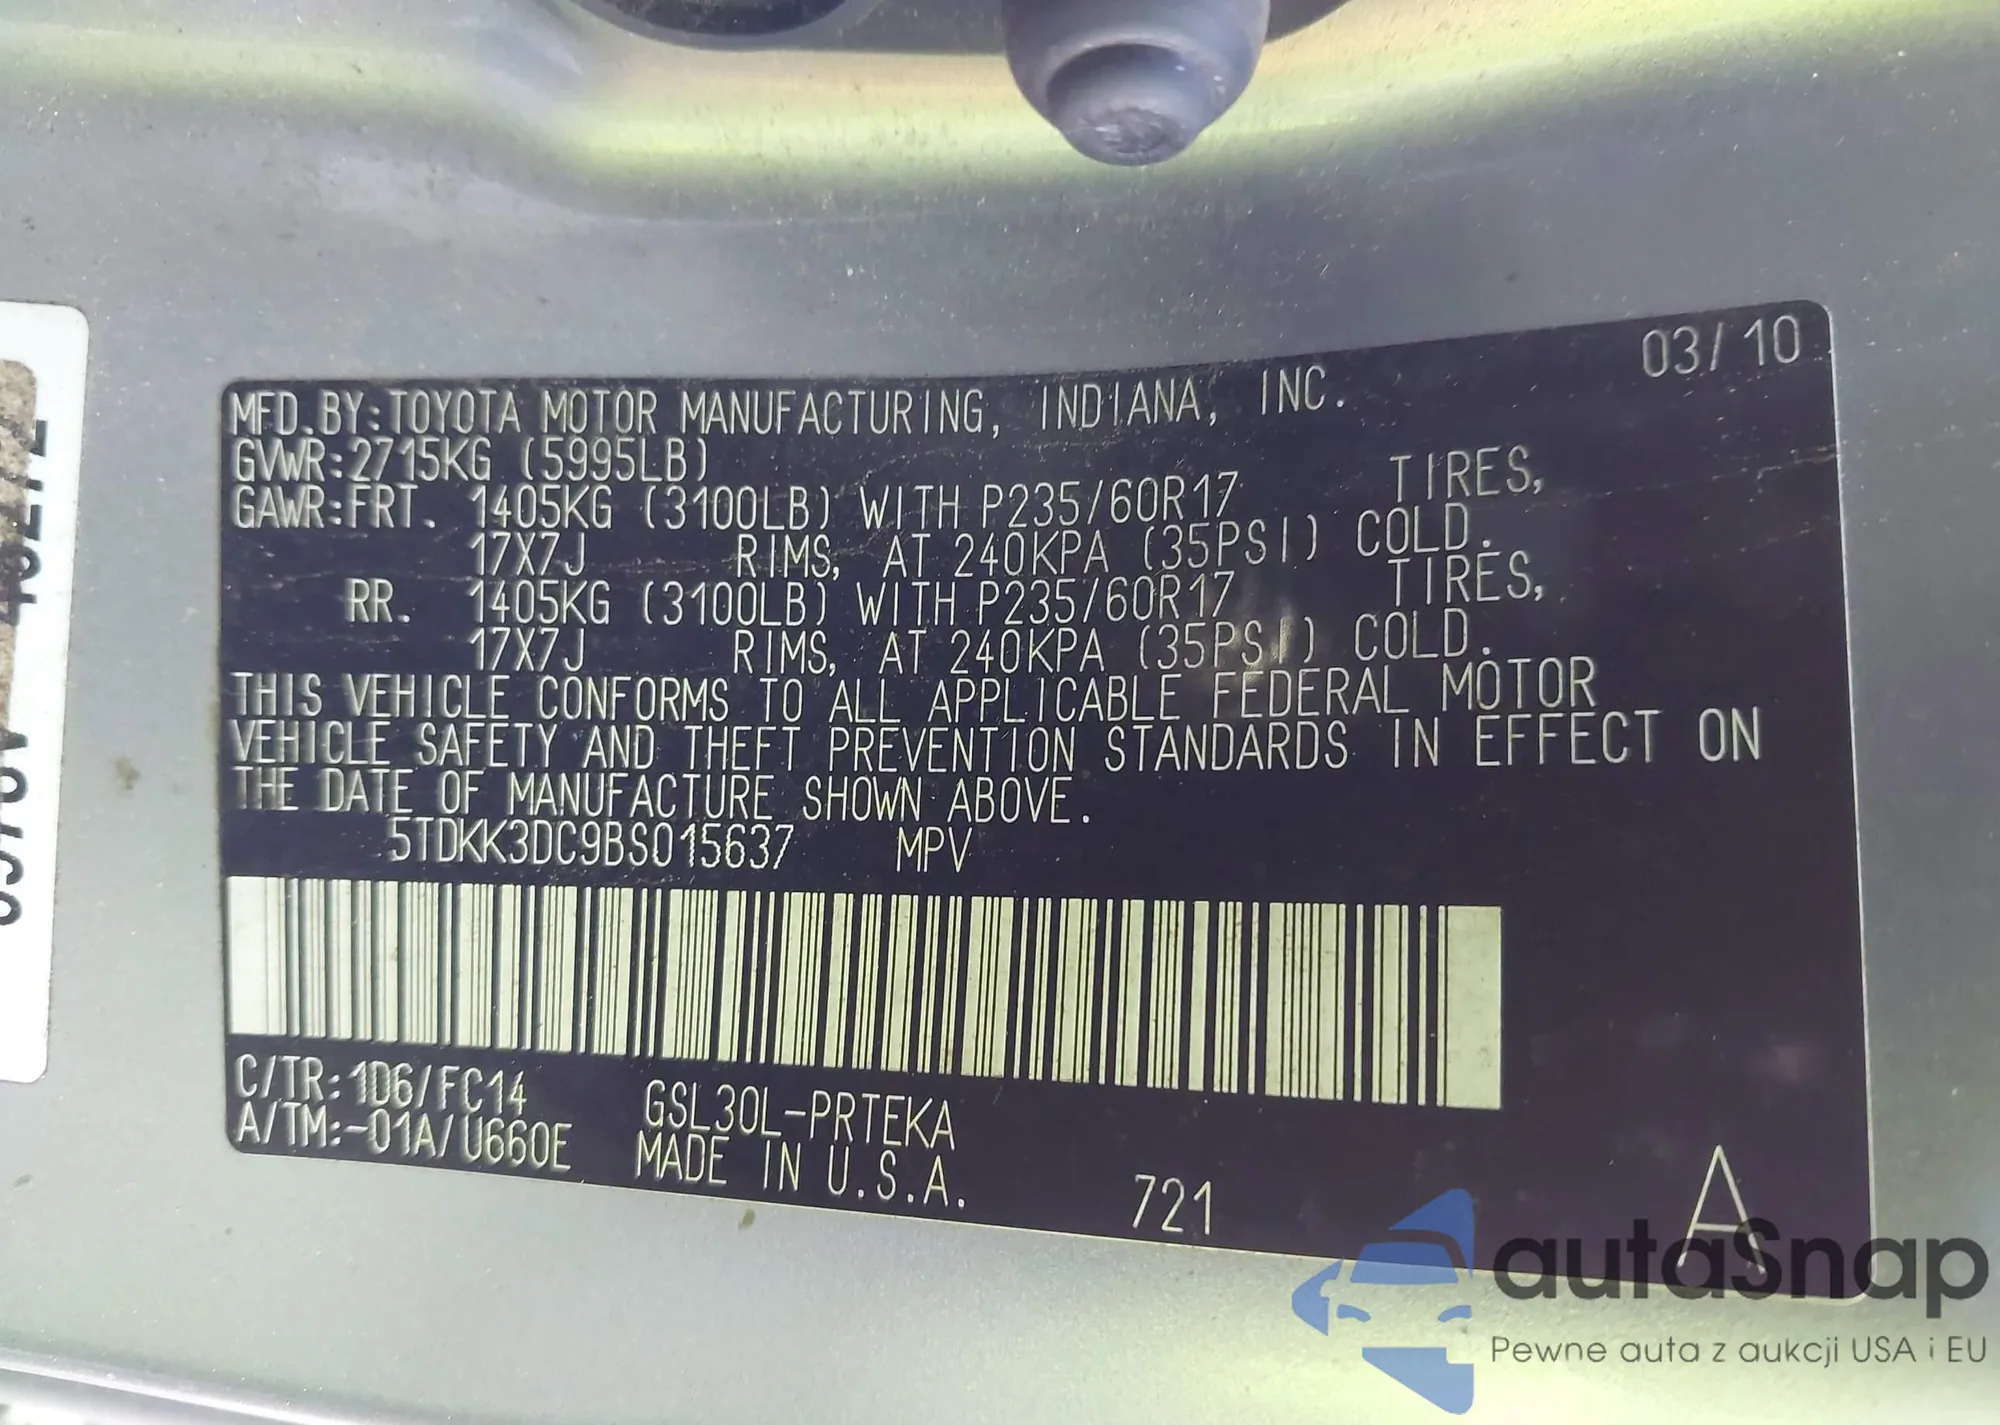 03/10
MFD.BY:TOYOTA MOTOR MANUFACTURING, INDIANA, INC.
GVWR:2715KG (5995LB)
GAWR:FRT. 1405KG (3100LB) WITH P235/60R17 TIRES,
17X7J RIMS, AT 240KPA (35PSI) COLD.
RR. 1405KG (3100LB) WITH P235/60R17 TIRES,
17X7J RIMS, AT 240KPA (35PSI) COLD.
THIS VEHICLE CONFORMS TO ALL APPLICABLE FEDERAL MOTOR
VEHICLE SAFETY AND THEFT PREVENTION STANDARDS IN EFFECT ON
THE DATE OF MANUFACTURE SHOWN ABOVE.
5TDKK3DC9BS015637 MPV
C/TR:1D6/FC14 GSL30L-PRTEKA
A/TM:-01A/U660E MADE IN U.S.A.
721
A
autaSnap
Pewne auta z aukcji USA i EU